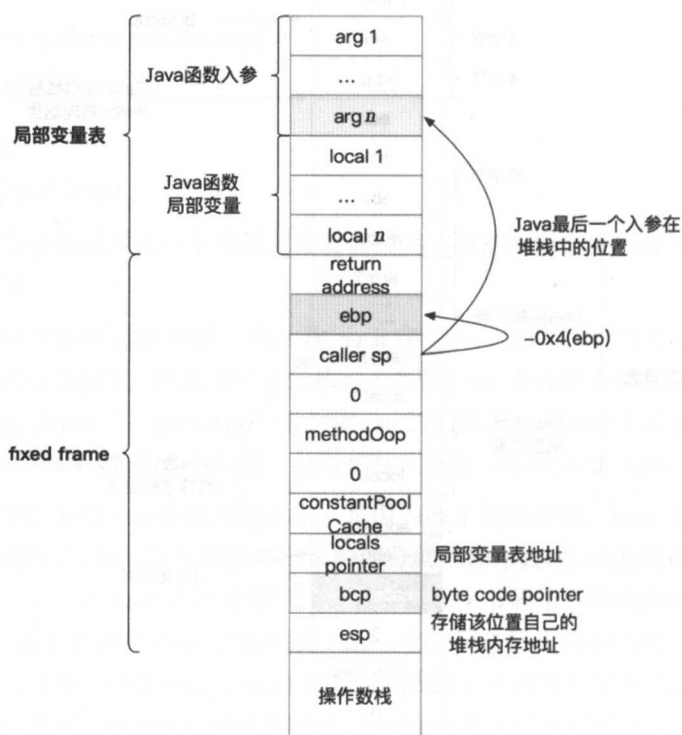 arg 1
...
arg n
local 1
...
local n
return
address
ebp
caller sp
0
methodOop
0
constantPool
Cache
locals
pointer
bcp
esp
操作数栈
Java函数入参
局部变量表
Java函数
局部变量
fixed frame
Java最后一个入参在
堆栈中的位置
-0x4(ebp)
局部变量表地址
byte code pointer
存储该位置自己的
堆栈内存地址